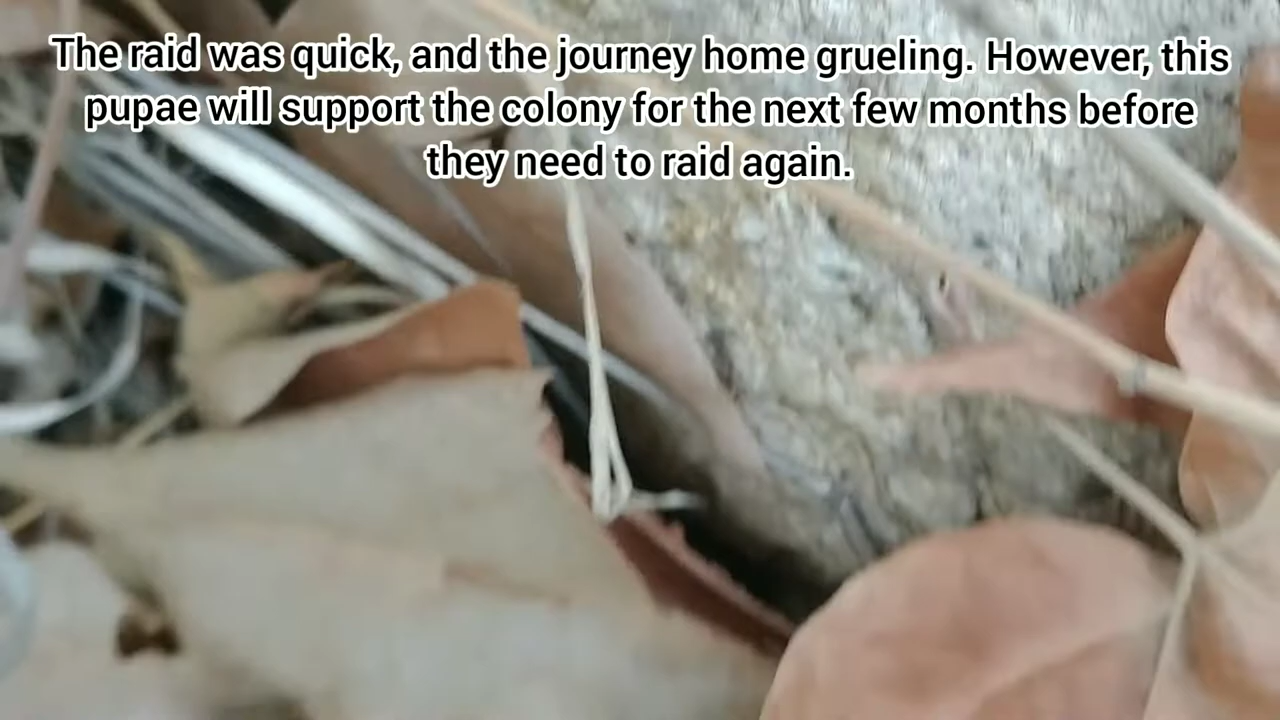 The raid was quick, and the journey home grueling. However, this
pupae will support the colony for the next few months before
they need to raid again.